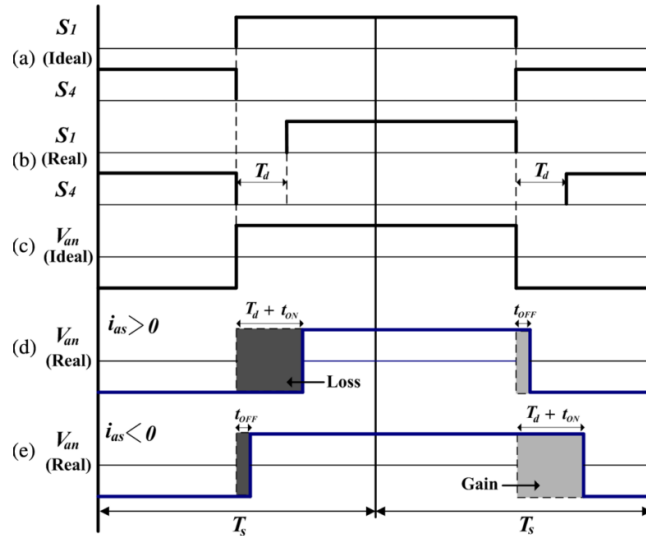 S1
(a) (Ideal)
S4
S1
(b) (Real)
Td
Td
S4
(c) Van
(Ideal)
ias>0
Td + tON
tOFF
(d) Van
(Real)
Loss
ias<0
tOFF
Td + tON
(e) Van
(Real)
Gain
Ts
Ts